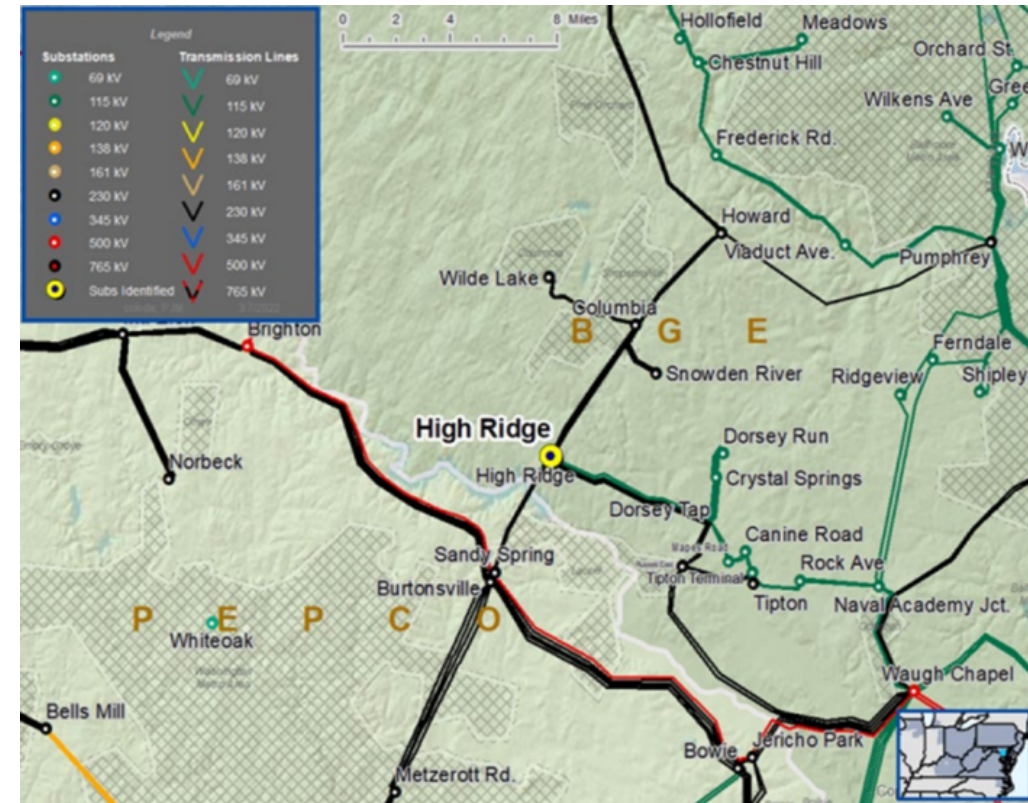 Legend
Substations
Transmission Lines
69 kV
69 kV
115 kV
115 kV
120 kV
120 kV
138 kV
138 kV
161 kV
161 kV
230 kV
230 kV
345 kV
345 kV
500 kV
500 kV
765 kV
765 kV
Subs Identified
0 2 4 8 Miles
Hollofield
Meadows
Chestnut Hill
Orchard St
Wilkens Ave
Frederick Rd.
Howard
Viaduct Ave.
Pumphrey
Wilde Lake
Columbia
B G E
Brighton
Snowden River
Ferndale
Ridgeview
Shipley
High Ridge
High Ridge
Norbeck
Dorsey Run
Crystal Springs
Dorsey Tap
Mapes Road
Canine Road
Sandy Spring
Laurel
Rock Ave
Burtonsville
Tipton Terminal
Tipton
Naval Academy Jct.
P E P C O
Whiteoak
Waugh Chapel
Bells Mill
Bowie
Jericho Park
Metzerott Rd.